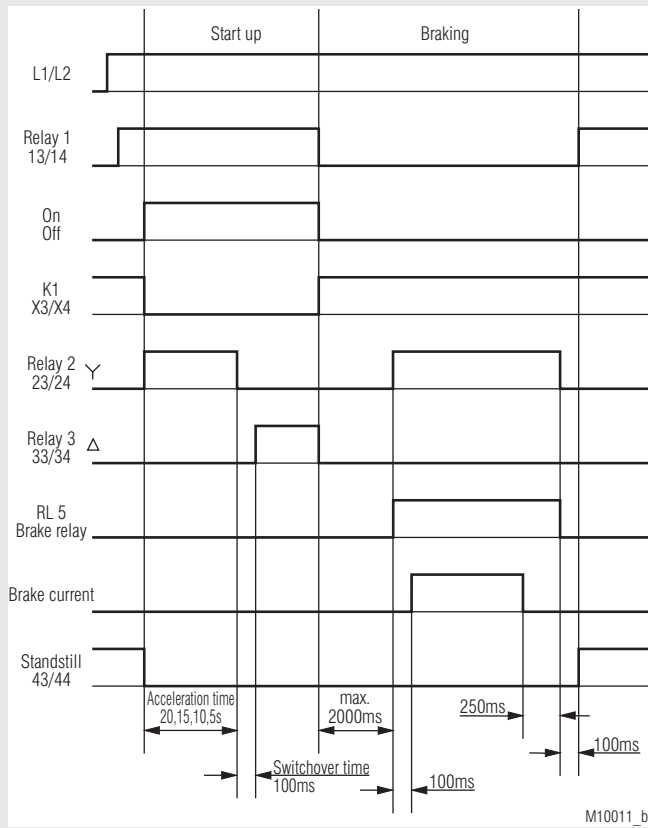 Start up
Braking
L1/L2
Relay 1
13/14
On
Off
K1
X3/X4
Relay 2
23/24
Relay 3 Δ
33/34
RL 5
Brake relay
Brake current
Standstill
43/44
Acceleration time
20,15,10,5s
max.
2000ms
250ms
100ms
Switchover time
100ms
100ms
M10011_b